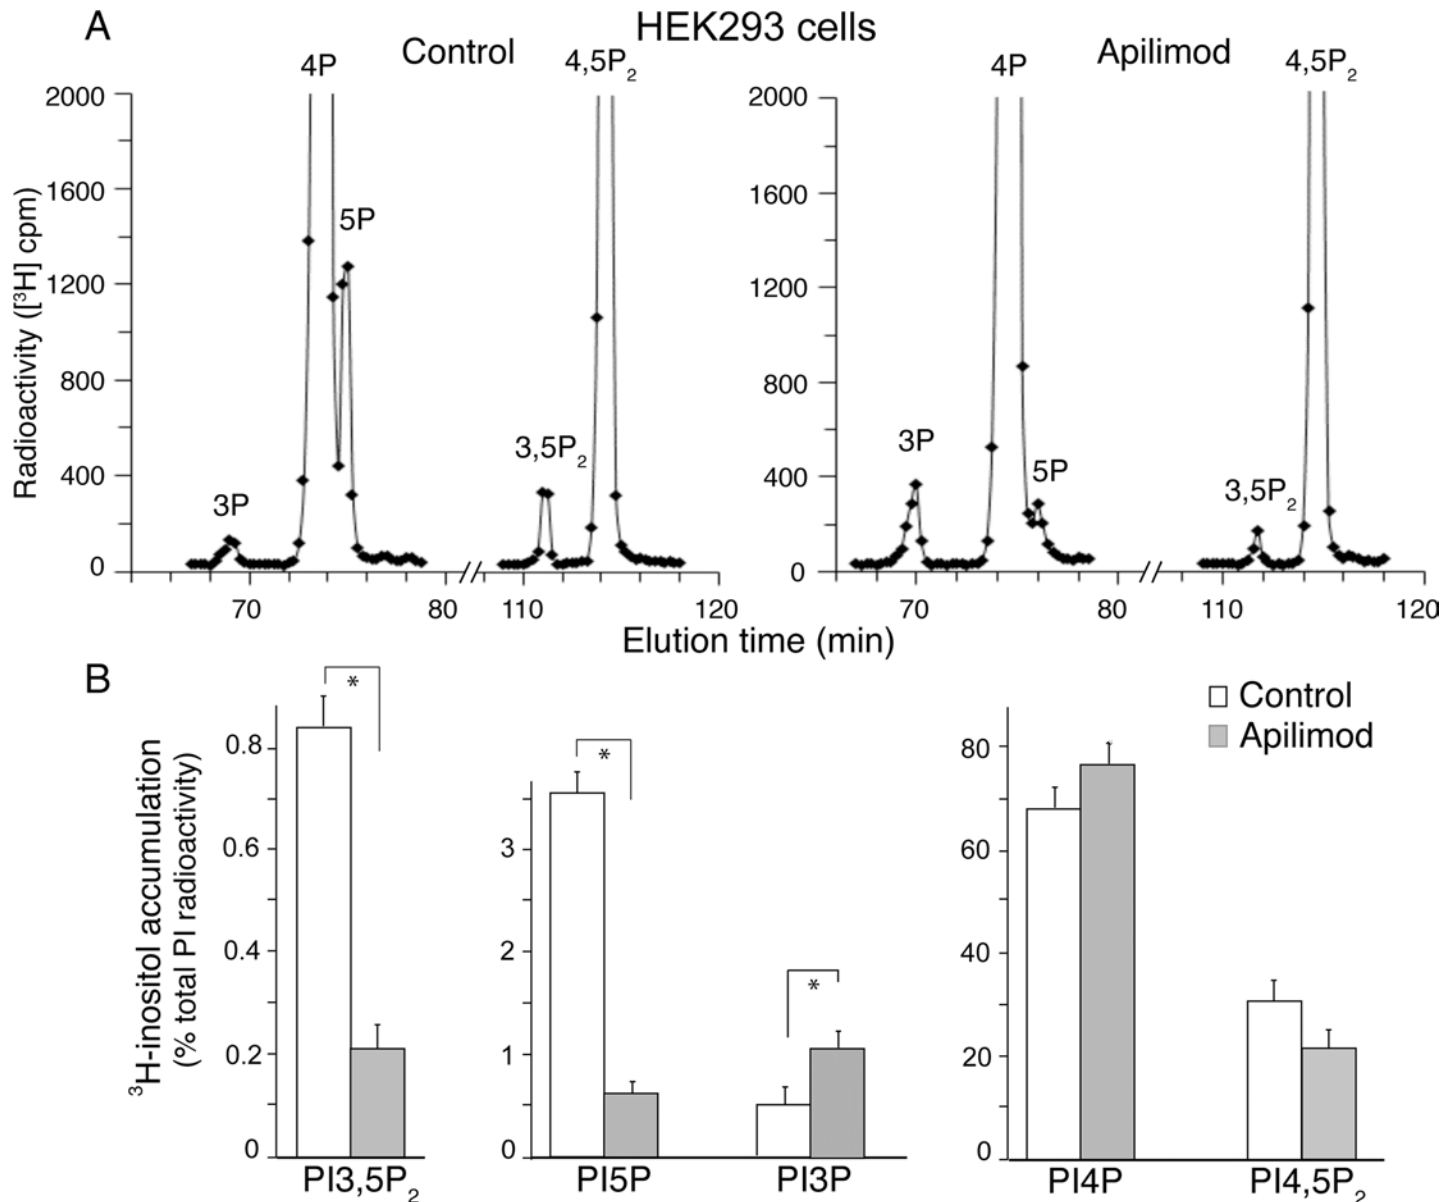 A
HEK293 cells
Control
Apilimod
4P
4,5P₂
4P
4,5P₂
2000
1600
1200
800
400
0
5P
3P
3,5P₂
70
80
110
120
2000
1600
1200
800
400
0
3P
5P
3,5P₂
70
80
110
120
Radioactivity ([³H] cpm)
Elution time (min)
B
Control
Apilimod
³H-inositol accumulation
(% total PI radioactivity)
*
0.8
0.6
0.4
0.2
0
PI3,5P₂
*
*
3
2
1
0
PI5P
PI3P
80
60
40
20
0
PI4P
PI4,5P₂